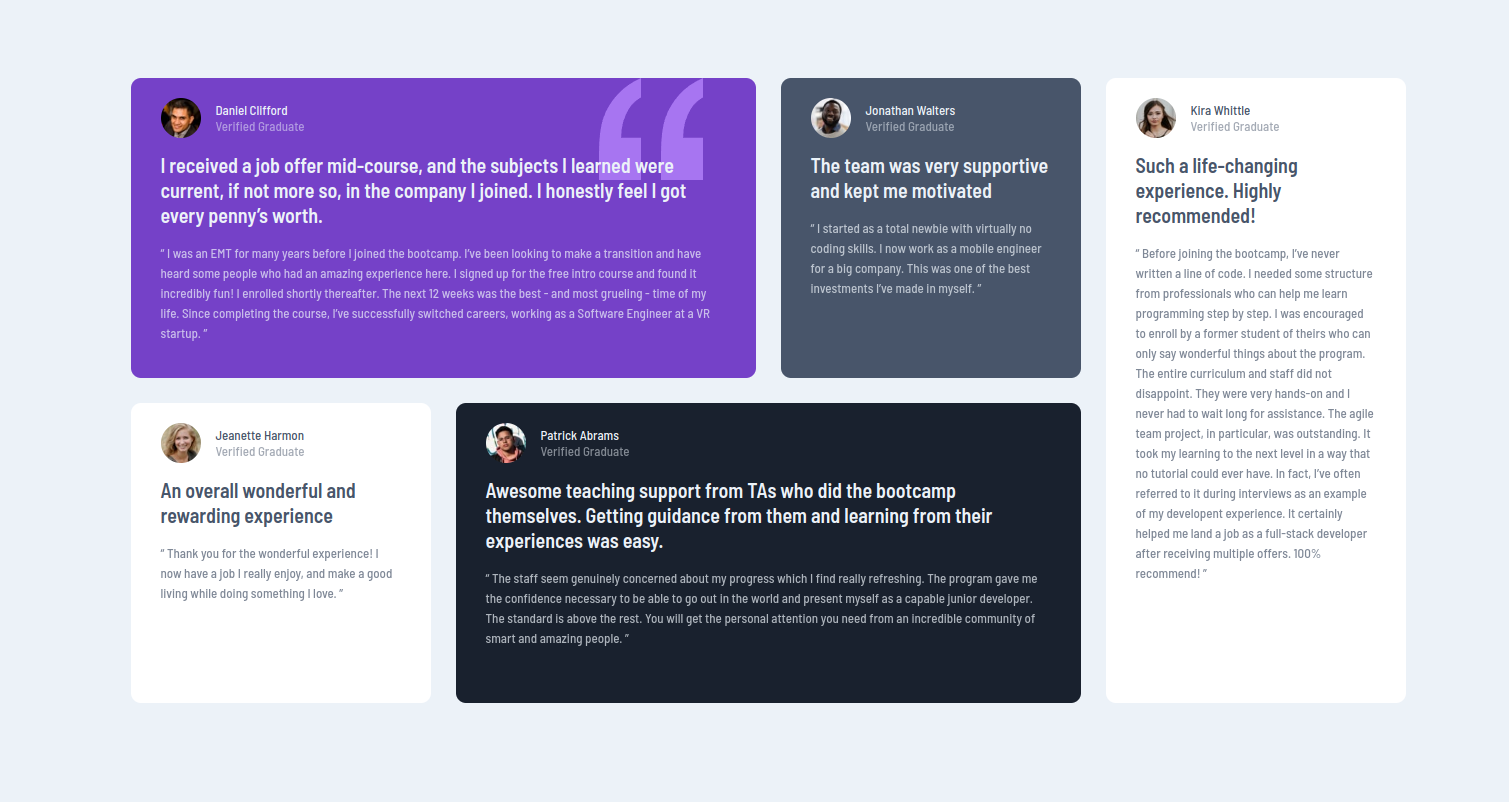 Daniel Clifford
Verified Graduate
I received a job offer mid-course, and the subjects I learned were
current, if not more so, in the company I joined. I honestly feel I got
every penny’s worth.
“ I was an EMT for many years before I joined the bootcamp. I’ve been looking to make a transition and have
heard some people who had an amazing experience here. I signed up for the free intro course and found it
incredibly fun! I enrolled shortly thereafter. The next 12 weeks was the best - and most grueling - time of my
life. Since completing the course, I’ve successfully switched careers, working as a Software Engineer at a VR
startup. ”
Jonathan Walters
Verified Graduate
The team was very supportive
and kept me motivated
“ I started as a total newbie with virtually no
coding skills. I now work as a mobile engineer
for a big company. This was one of the best
investments I’ve made in myself. ”
Kira Whittle
Verified Graduate
Such a life-changing
experience. Highly
recommended!
“ Before joining the bootcamp, I’ve never
written a line of code. I needed some structure
from professionals who can help me learn
programming step by step. I was encouraged
to enroll by a former student of theirs who can
only say wonderful things about the program.
The entire curriculum and staff did not
disappoint. They were very hands-on and I
never had to wait long for assistance. The agile
team project, in particular, was outstanding. It
took my learning to the next level in a way that
no tutorial could ever have. In fact, I’ve often
referred to it during interviews as an example
of my developent experience. It certainly
helped me land a job as a full-stack developer
after receiving multiple offers. 100%
recommend! ”
Jeanette Harmon
Verified Graduate
An overall wonderful and
rewarding experience
“ Thank you for the wonderful experience! I
now have a job I really enjoy, and make a good
living while doing something I love. ”
Patrick Abrams
Verified Graduate
Awesome teaching support from TAs who did the bootcamp
themselves. Getting guidance from them and learning from their
experiences was easy.
“ The staff seem genuinely concerned about my progress which I find really refreshing. The program gave me
the confidence necessary to be able to go out in the world and present myself as a capable junior developer.
The standard is above the rest. You will get the personal attention you need from an incredible community of
smart and amazing people. ”